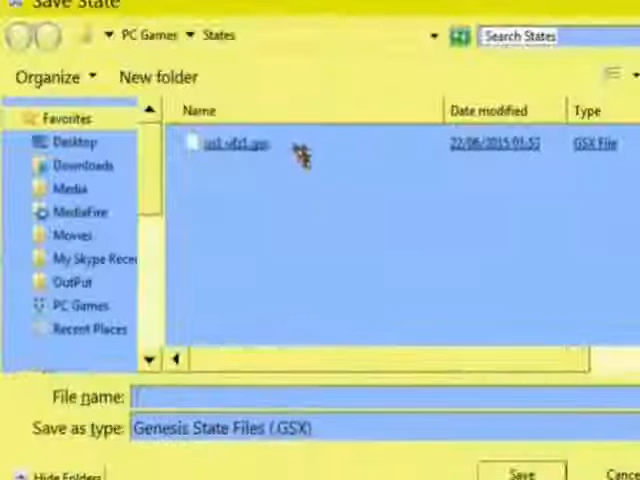 Save State
PC Games States
Search States
Organize New folder
Name Date modified Type
Favorites
Desktop
Downloads
Media
MediaFire
Movies
My Skype Rece
OutPut
PC Games
Recent Places
GSX File
File name:
Save as type: Genesis State Files (.GSX)
Hide Folders
Save Cance